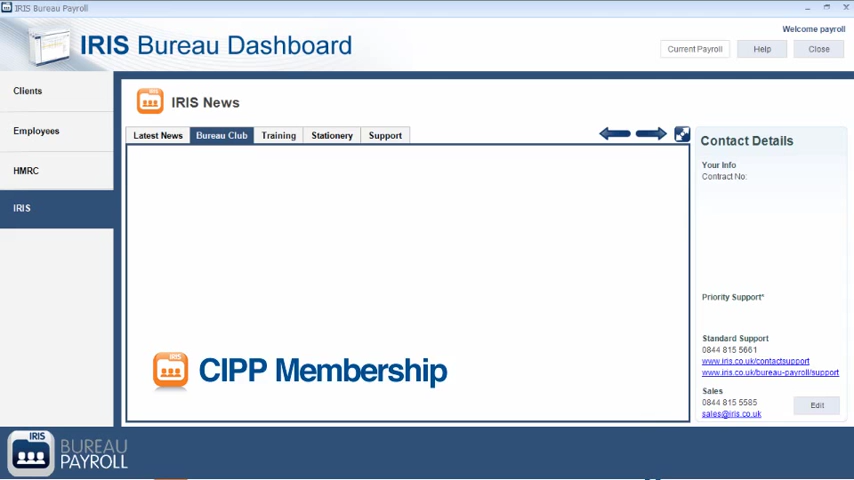 IRIS Bureau Payroll
IRIS Bureau Dashboard
Welcome payroll
Current Payroll
Help
Close
Clients
Employees
HMRC
IRIS
IRIS News
Latest News
Bureau Club
Training
Stationery
Support
CIPP Membership
Contact Details
Your Info
Contract No:
Priority Support*
Standard Support
0844 815 5661
www.iris.co.uk/contactsupport
www.iris.co.uk/bureau-payroll/support
Sales
0844 815 5585
sales@iris.co.uk
Edit
IRIS
BUREAU
PAYROLL